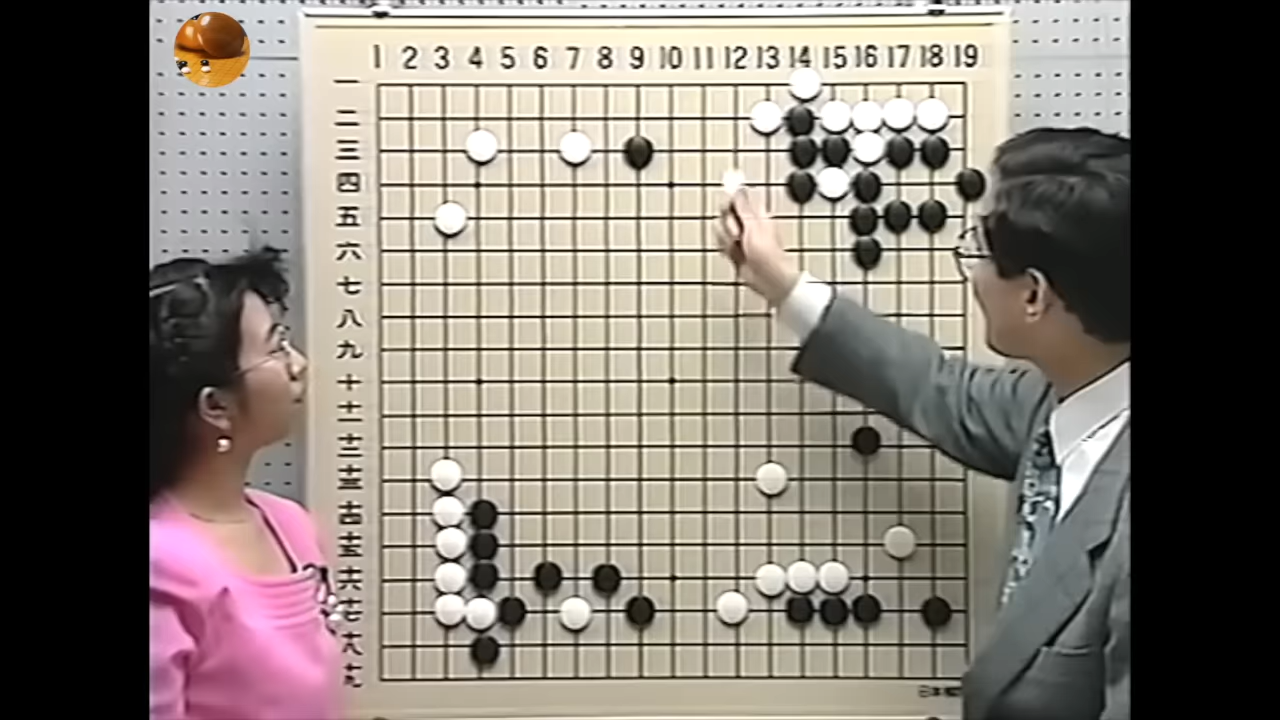 1 2 3 4 5 6 7 8 9 10 11 12 13 14 15 16 17 18 19
一
二
三
四
五
六
七
八
九
十
十一
十二
十三
十四
十五
十六
十七
十八
十九